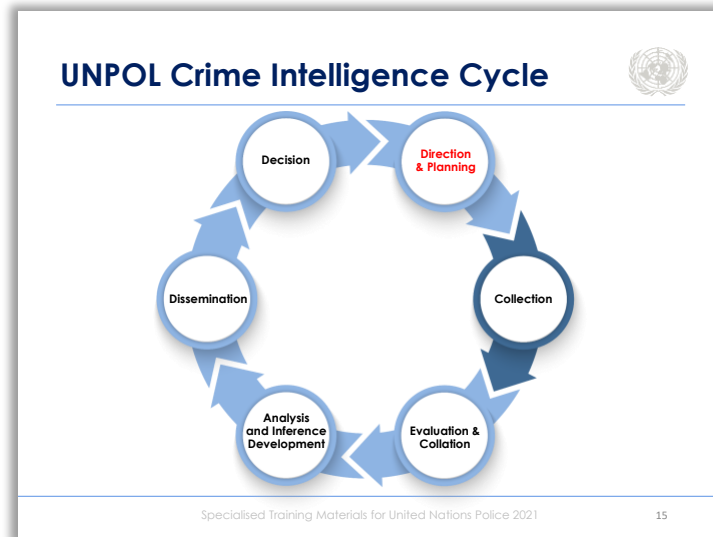 UNPOL Crime Intelligence Cycle
Decision
Direction
& Planning
Collection
Evaluation &
Collation
Analysis
and Inference
Development
Dissemination
Specialised Training Materials for United Nations Police 2021
15